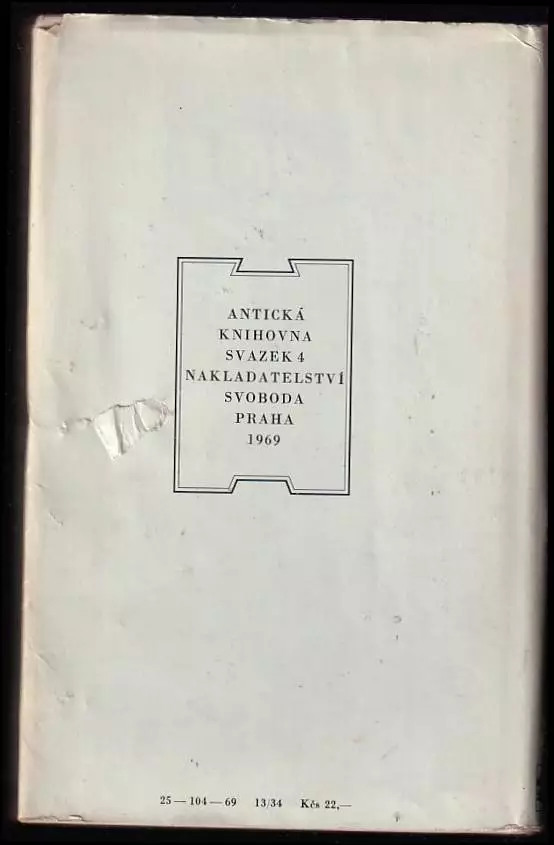 ANTICKÁ
KNIHOVNA
SVAZEK 4
NAKLADATELSTVÍ
SVOBODA
PRAHA
1969
25 — 104 — 69 13/34 Kčs 22,—